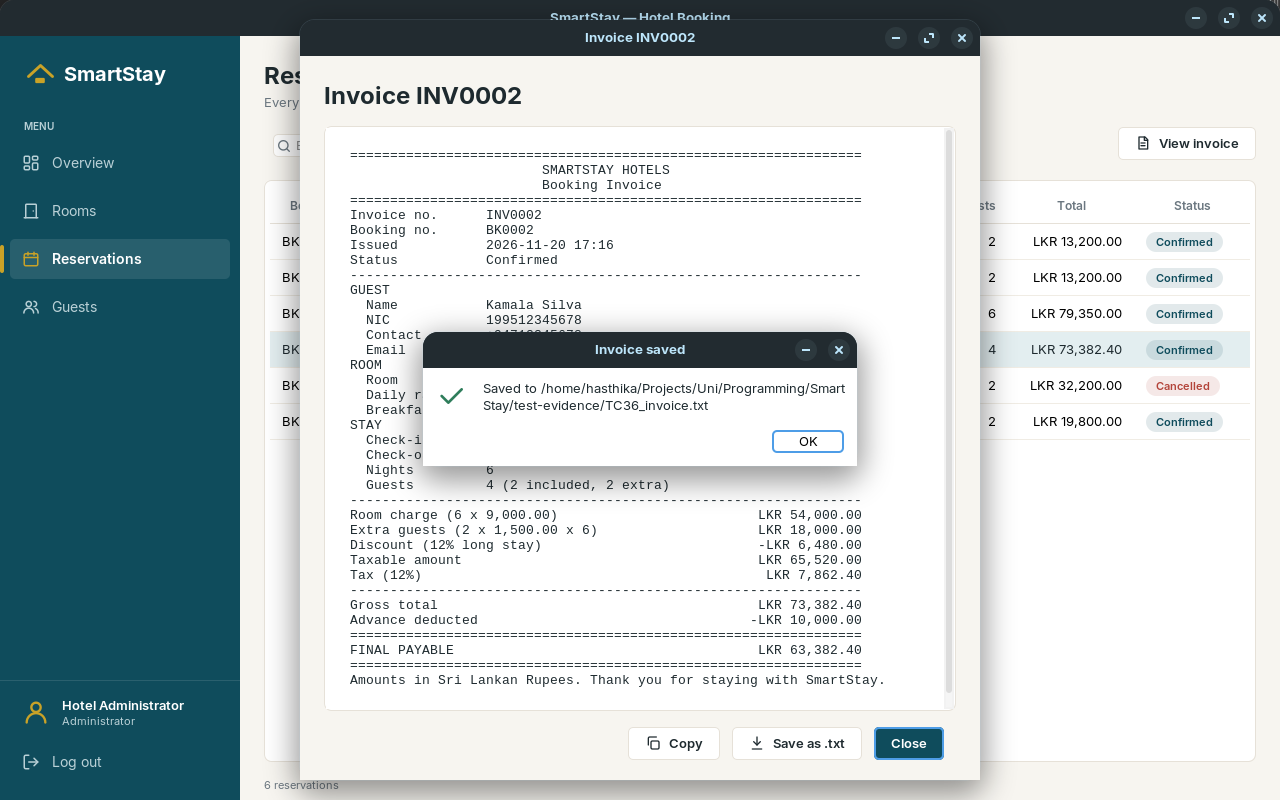 SmartStay — Hotel Booking
Invoice INV0002
SmartStay
MENU
Overview
Rooms
Reservations
Guests
Hotel Administrator
Administrator
Log out
Every
View invoice
Total
Status
2 LKR 13,200.00 Confirmed
2 LKR 13,200.00 Confirmed
6 LKR 79,350.00 Confirmed
4 LKR 73,382.40 Confirmed
2 LKR 32,200.00 Cancelled
2 LKR 19,800.00 Confirmed
6 reservations
Invoice INV0002
================================================================
SMARTSTAY HOTELS
Booking Invoice
================================================================
Invoice no. INV0002
Booking no. BK0002
Issued 2026-11-20 17:16
Status Confirmed
----------------------------------------------------------------
GUEST
Name Kamala Silva
NIC 199512345678
Contact
Email
ROOM
Room
Daily
STAY
Nights 6
Guests 4 (2 included, 2 extra)
----------------------------------------------------------------
Room charge (6 x 9,000.00) LKR 54,000.00
Extra guests (2 x 1,500.00 x 6) LKR 18,000.00
Discount (12% long stay) -LKR 6,480.00
Taxable amount LKR 65,520.00
Tax (12%) LKR 7,862.40
----------------------------------------------------------------
Gross total LKR 73,382.40
Advance deducted -LKR 10,000.00
================================================================
FINAL PAYABLE LKR 63,382.40
================================================================
Amounts in Sri Lankan Rupees. Thank you for staying with SmartStay.
Copy
Save as .txt
Close
Invoice saved
Saved to /home/hasthika/Projects/Uni/Programming/Smart
Stay/test-evidence/TC36_invoice.txt
OK